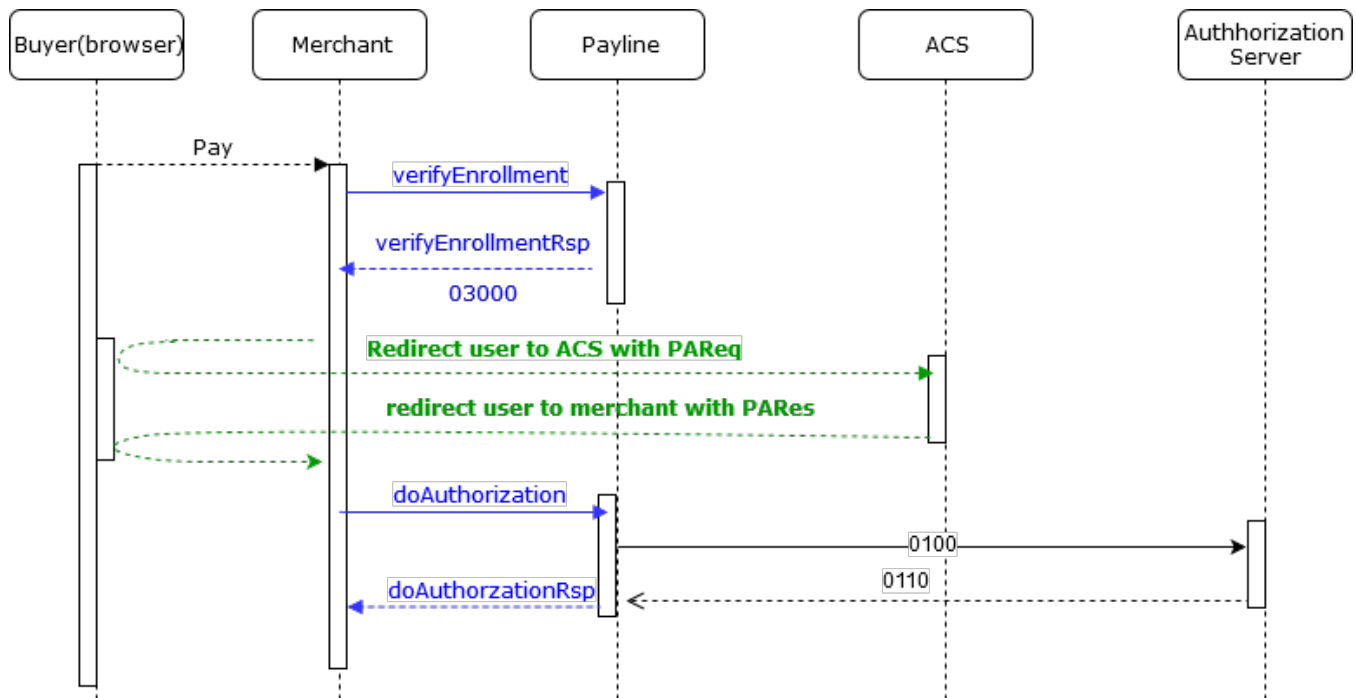 Buyer(browser)
Merchant
Payline
ACS
Authhorization
Server
Pay
verifyEnrollment
verifyEnrollmentRsp
03000
Redirect user to ACS with PAReq
redirect user to merchant with PARes
doAuthorization
0100
0110
doAuthorzationRsp